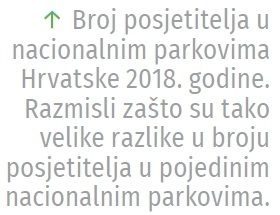 ↑ Broj posjetitelja u
nacionalnim parkovima
Hrvatske 2018. godine.
Razmisli zašto su tako
velike razlike u broju
posjetitelja u pojedinim
nacionalnim parkovima.